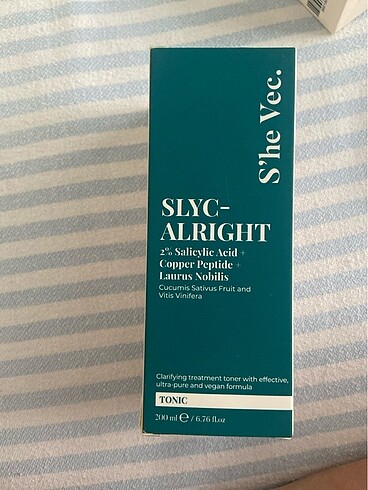 S'he Vec.
SLYC-
ALRIGHT
2% Salicylic Acid +
Copper Peptide +
Laurus Nobilis
Cucumis Sativus Fruit and
Vitis Vinifera
Clarifying treatment toner with effective,
ultra-pure and vegan formula
TONIC
200 ml ℮ / 6.76 fl.oz